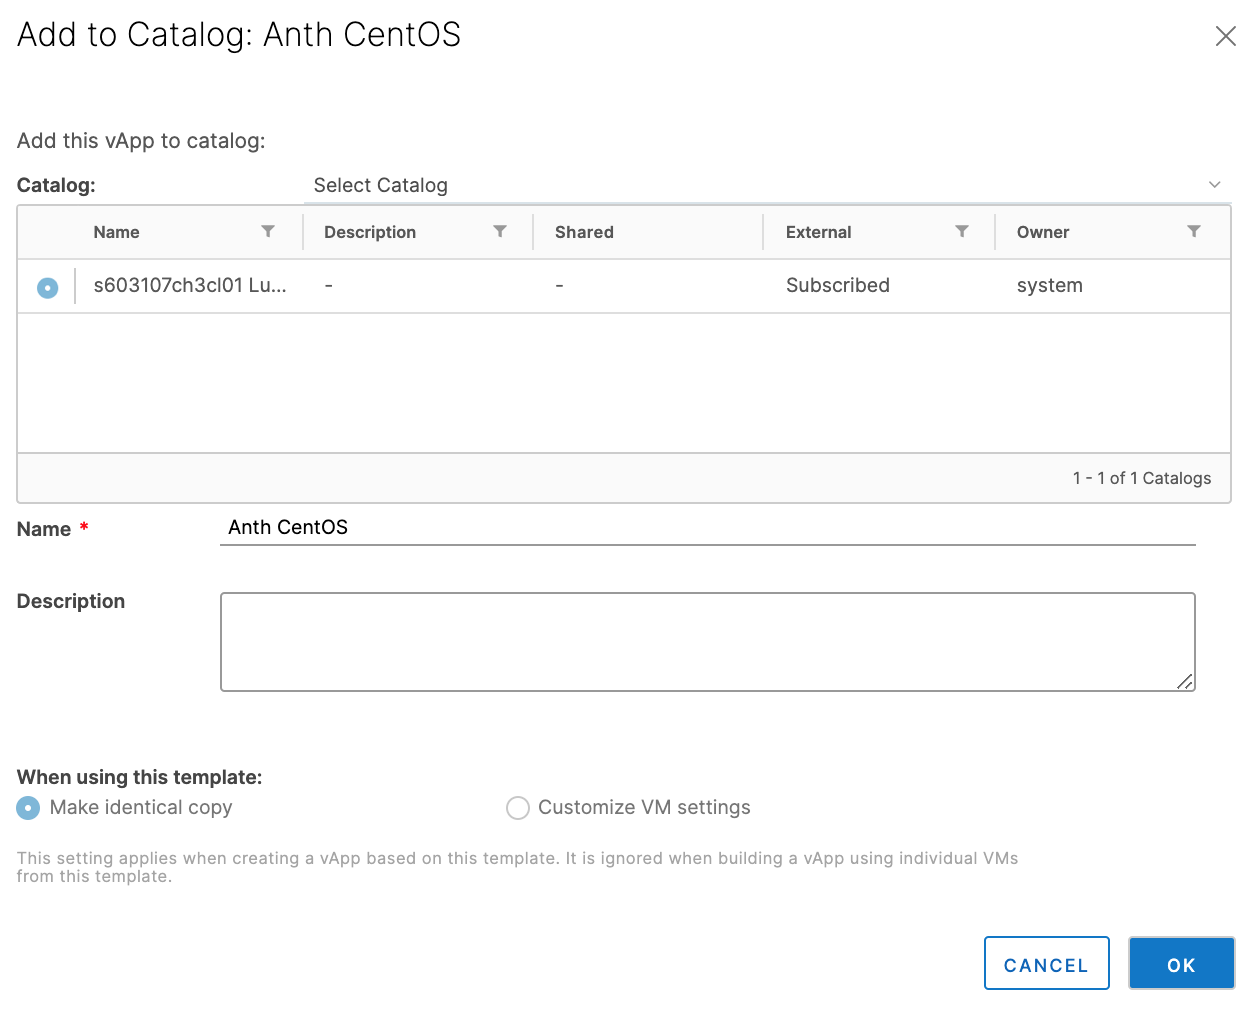 Add to Catalog: Anth CentOS
Add this vApp to catalog:
Catalog: Select Catalog
Name Description Shared External Owner
s603107ch3cl01 Lu... - - Subscribed system
1 - 1 of 1 Catalogs
Name * Anth CentOS
Description
When using this template:
Make identical copy Customize VM settings
This setting applies when creating a vApp based on this template. It is ignored when building a vApp using individual VMs
from this template.
CANCEL OK